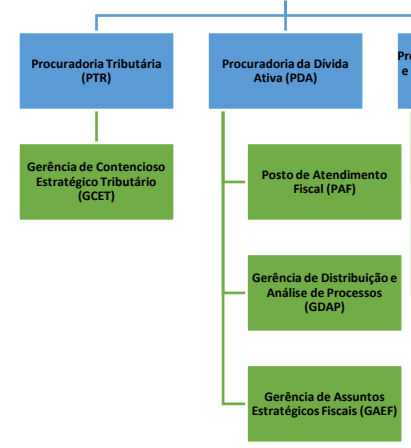 Procuradoria Tributária
(PTR)
Procuradoria da Dívida
Ativa (PDA)
e
Gerência de Contencioso
Estratégico Tributário
(GCET)
Posto de Atendimento
Fiscal (PAF)
Gerência de Distribuição e
Análise de Processos
(GDAP)
Gerência de Assuntos
Estratégicos Fiscais (GAEF)